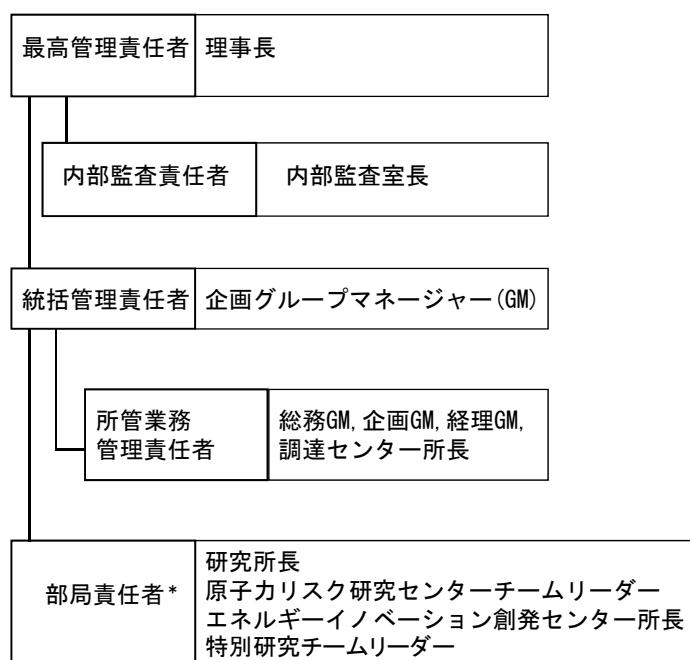 最高管理責任者 理事長
内部監査責任者 内部監査室長
統括管理責任者 企画グループマネージャー(GM)
所管業務
管理責任者
総務GM, 企画GM, 経理GM,
調達センター所長
部局責任者*
研究所長
原子力リスク研究センターチームリーダー
エネルギーイノベーション創発センター所長
特別研究チームリーダー